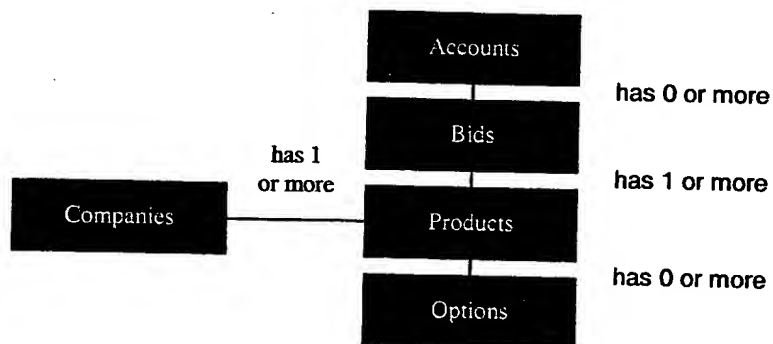 Accounts
has 0 or more
Bids
has 1
or more
has 1 or more
Companies
Products
has 0 or more
Options